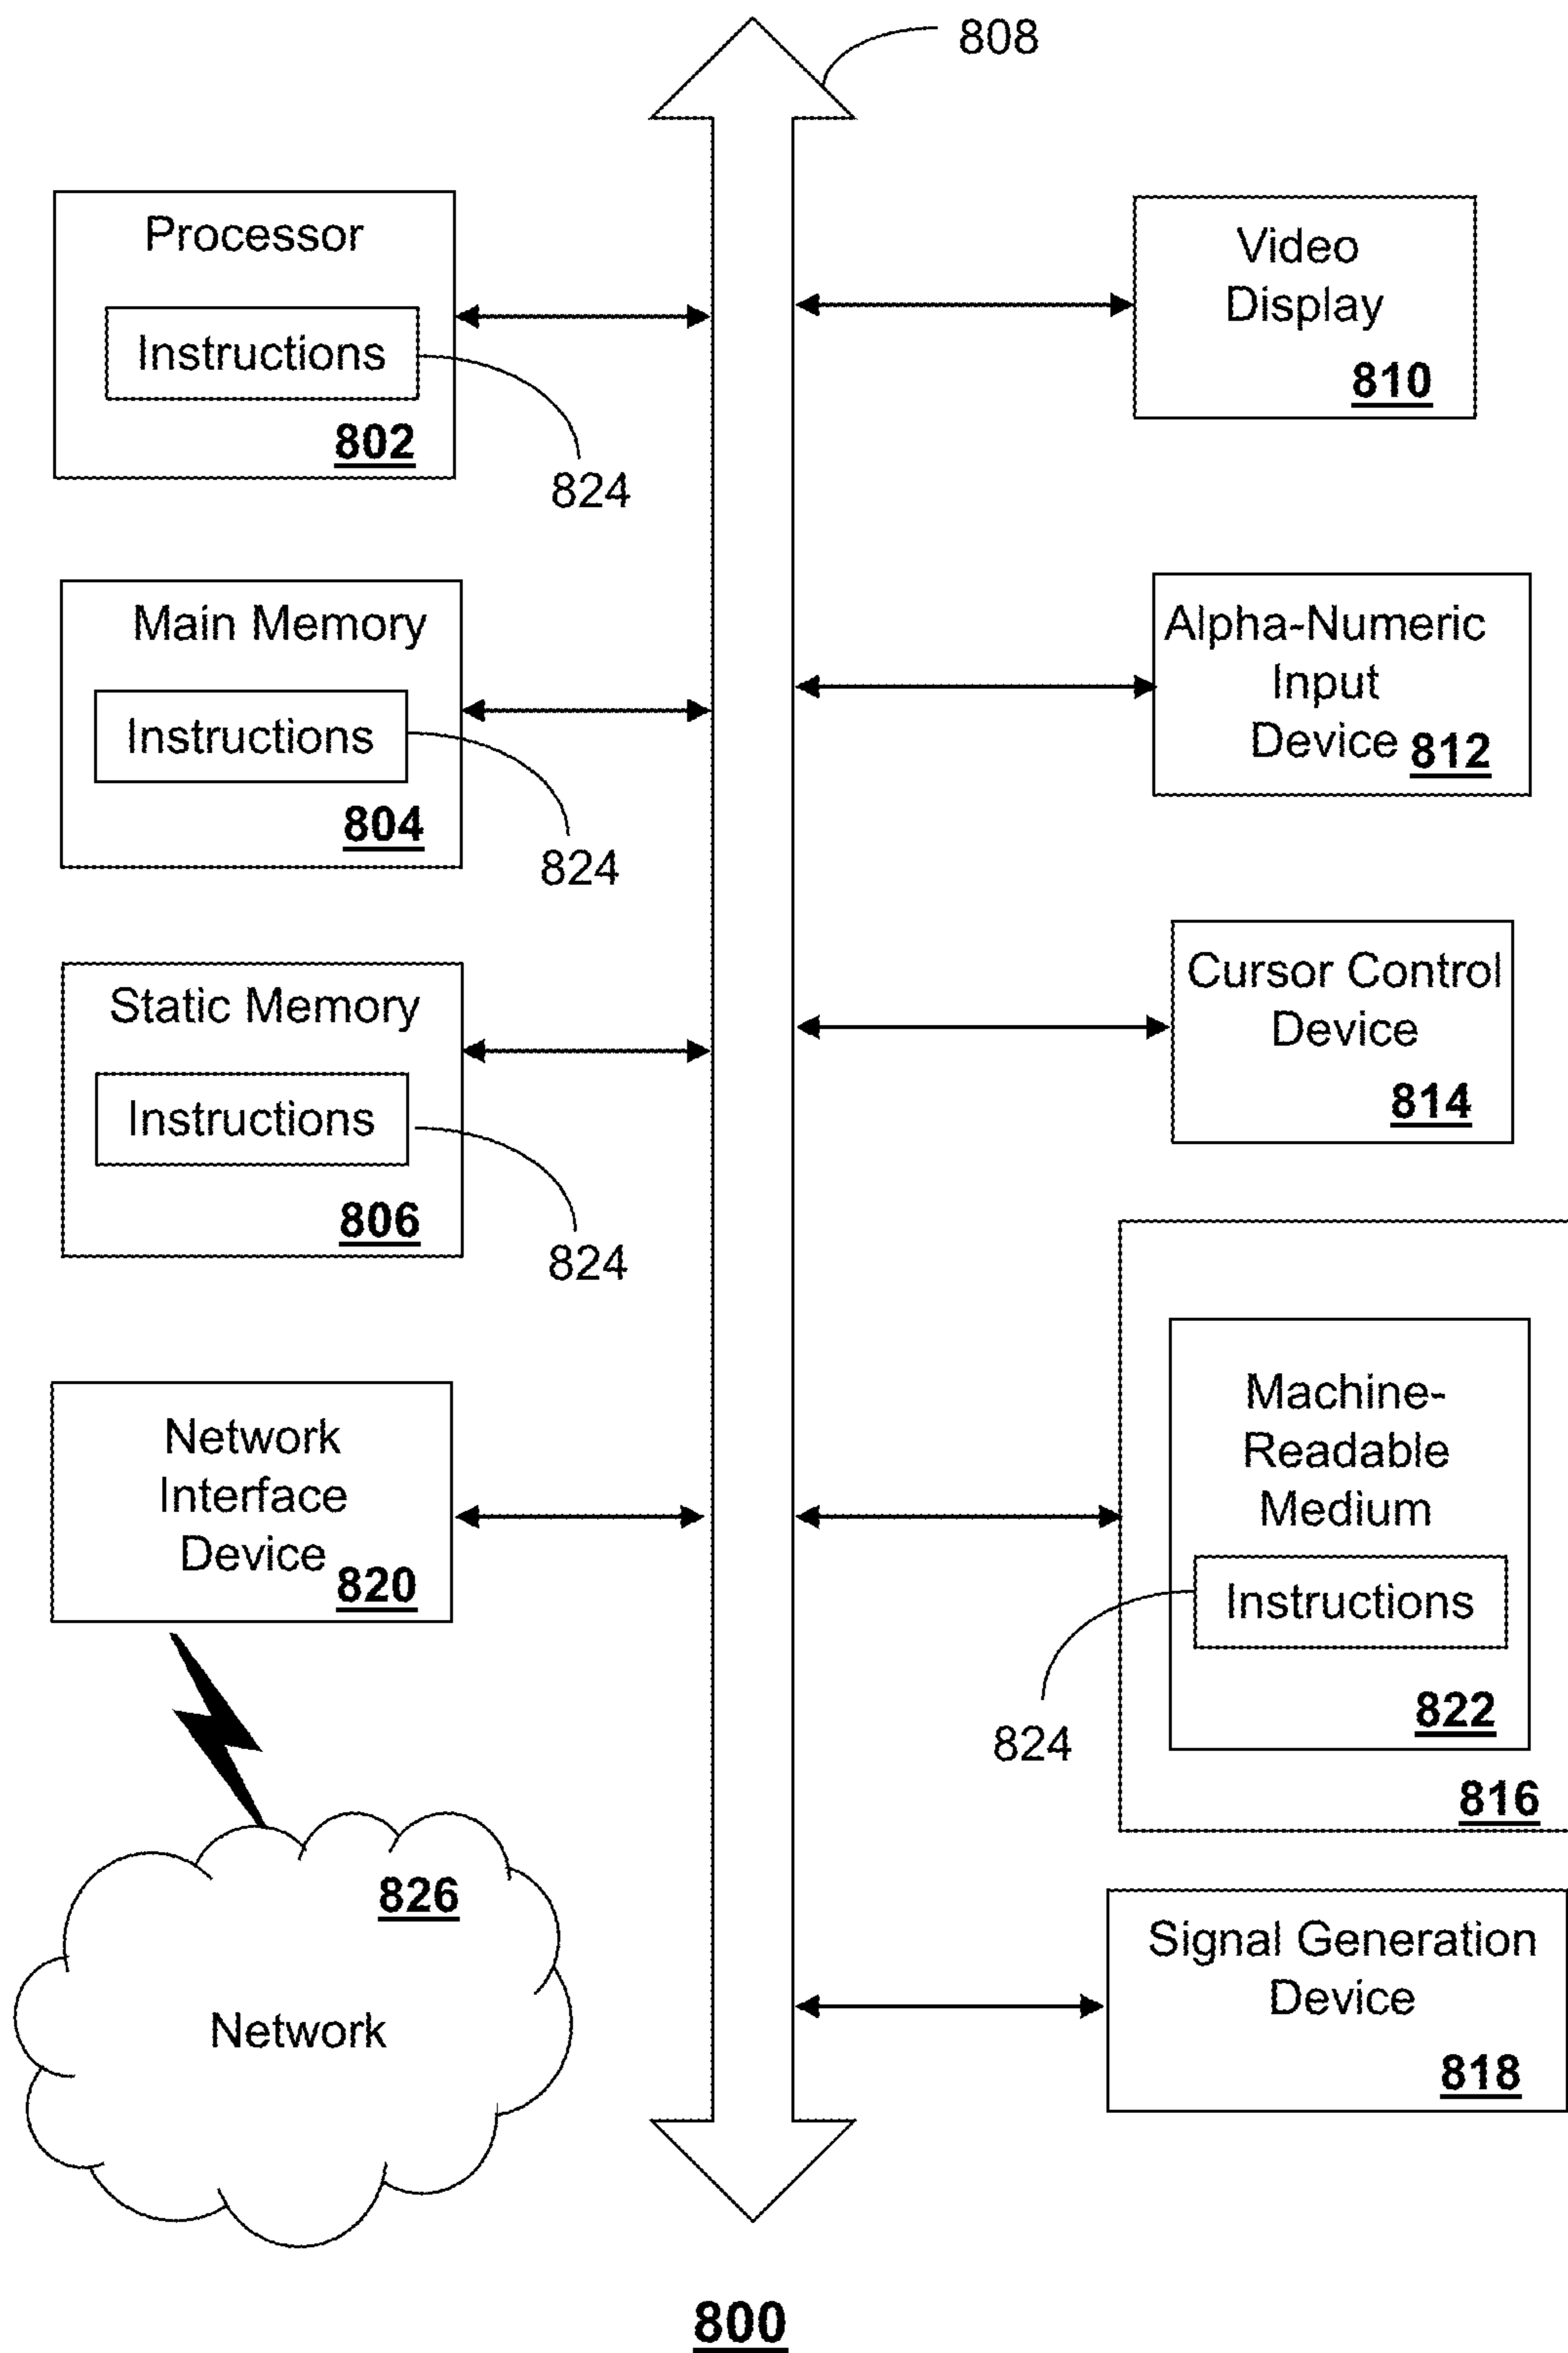 808
Processor
Instructions
802
824
Main Memory
Instructions
804
824
Static Memory
Instructions
806
824
Network
Interface
Device
820
826
Network
Video
Display
810
Alpha-Numeric
Input
Device 812
Cursor Control
Device
814
Machine-
Readable
Medium
Instructions
822
824
816
Signal Generation
Device
818
800